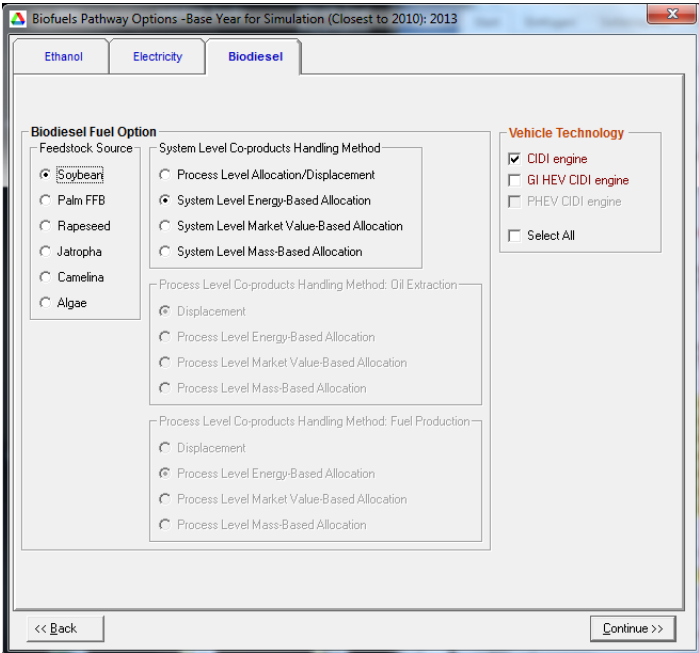 Biofuels Pathway Options -Base Year for Simulation (Closest to 2010): 2013
Ethanol
Electricity
Biodiesel
Biodiesel Fuel Option
Feedstock Source
Soybean
Palm FFB
Rapeseed
Jatropha
Camelina
Algae
System Level Co-products Handling Method
Process Level Allocation/Displacement
System Level Energy-Based Allocation
System Level Market Value-Based Allocation
System Level Mass-Based Allocation
Process Level Co-products Handling Method: Oil Extraction
Displacement
Process Level Energy-Based Allocation
Process Level Market Value-Based Allocation
Process Level Mass-Based Allocation
Process Level Co-products Handling Method: Fuel Production
Displacement
Process Level Energy-Based Allocation
Process Level Market Value-Based Allocation
Process Level Mass-Based Allocation
Vehicle Technology
CIDI engine
GI HEV CIDI engine
PHEV CIDI engine
Select All
<< Back
Continue >>